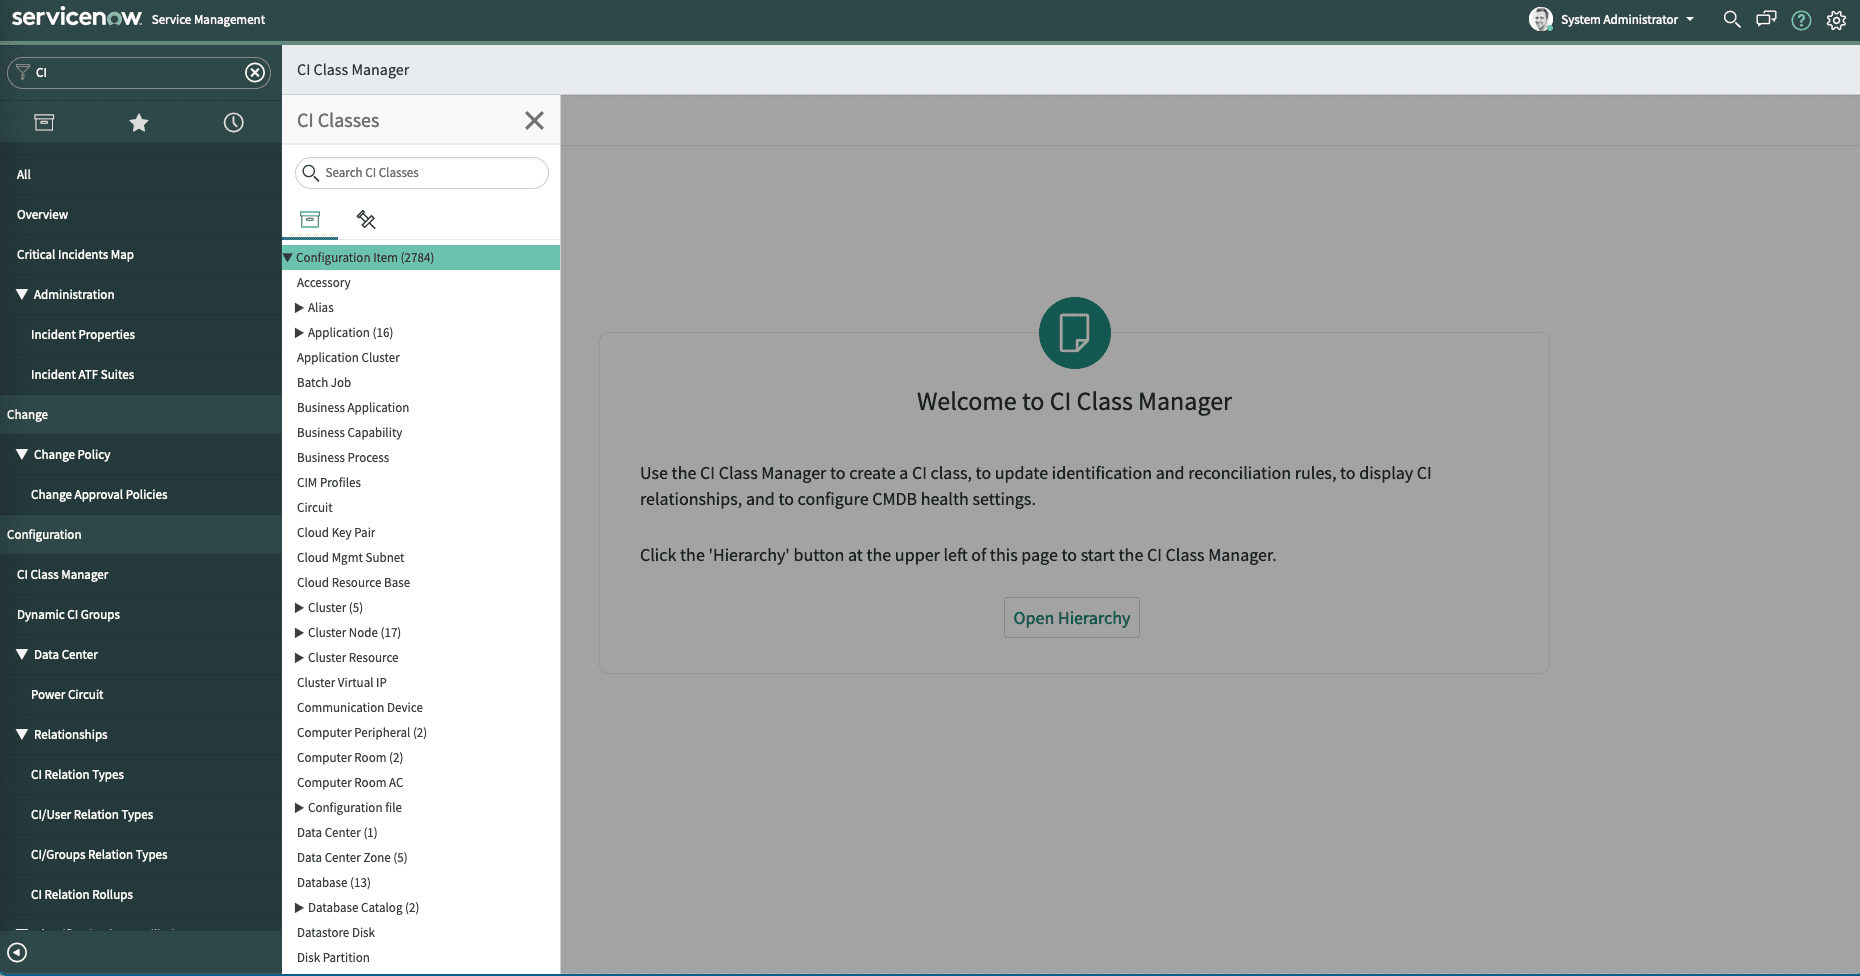 servicenow Service Management
System Administrator
CI
All
Overview
Critical Incidents Map
Administration
Incident Properties
Incident ATF Suites
Change
Change Policy
Change Approval Policies
Configuration
CI Class Manager
Dynamic CI Groups
Data Center
Power Circuit
Relationships
CI Relation Types
CI/User Relation Types
CI/Groups Relation Types
CI Relation Rollups
CI Class Manager
CI Classes
Search CI Classes
Configuration Item (2784)
Accessory
Alias
Application (16)
Application Cluster
Batch Job
Business Application
Business Capability
Business Process
CIM Profiles
Circuit
Cloud Key Pair
Cloud Mgmt Subnet
Cloud Resource Base
Cluster (5)
Cluster Node (17)
Cluster Resource
Cluster Virtual IP
Communication Device
Computer Peripheral (2)
Computer Room (2)
Computer Room AC
Configuration file
Data Center (1)
Data Center Zone (5)
Database (13)
Database Catalog (2)
Datastore Disk
Disk Partition
Welcome to CI Class Manager
Use the CI Class Manager to create a CI class, to update identification and reconciliation rules, to display CI
relationships, and to configure CMDB health settings.
Click the 'Hierarchy' button at the upper left of this page to start the CI Class Manager.
Open Hierarchy